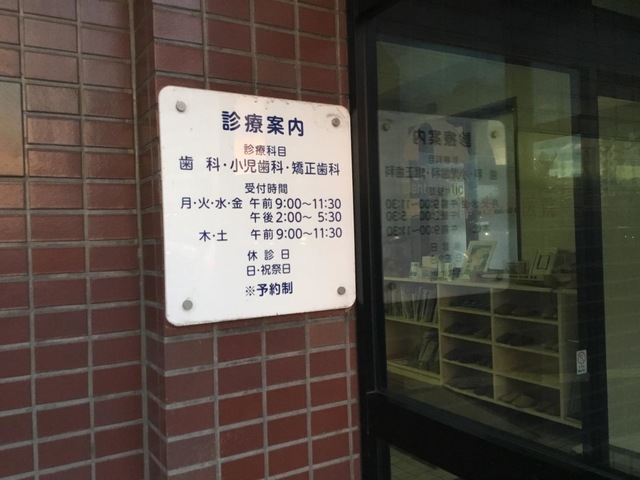 診療案内
診療科目
歯 科・小児歯科・矯正歯科
受付時間
月・火・水・金 午前 9:00〜11:30
午後 2:00〜 5:30
木・土 午前 9:00〜11:30
休 診 日
日・祝祭日
※予約制